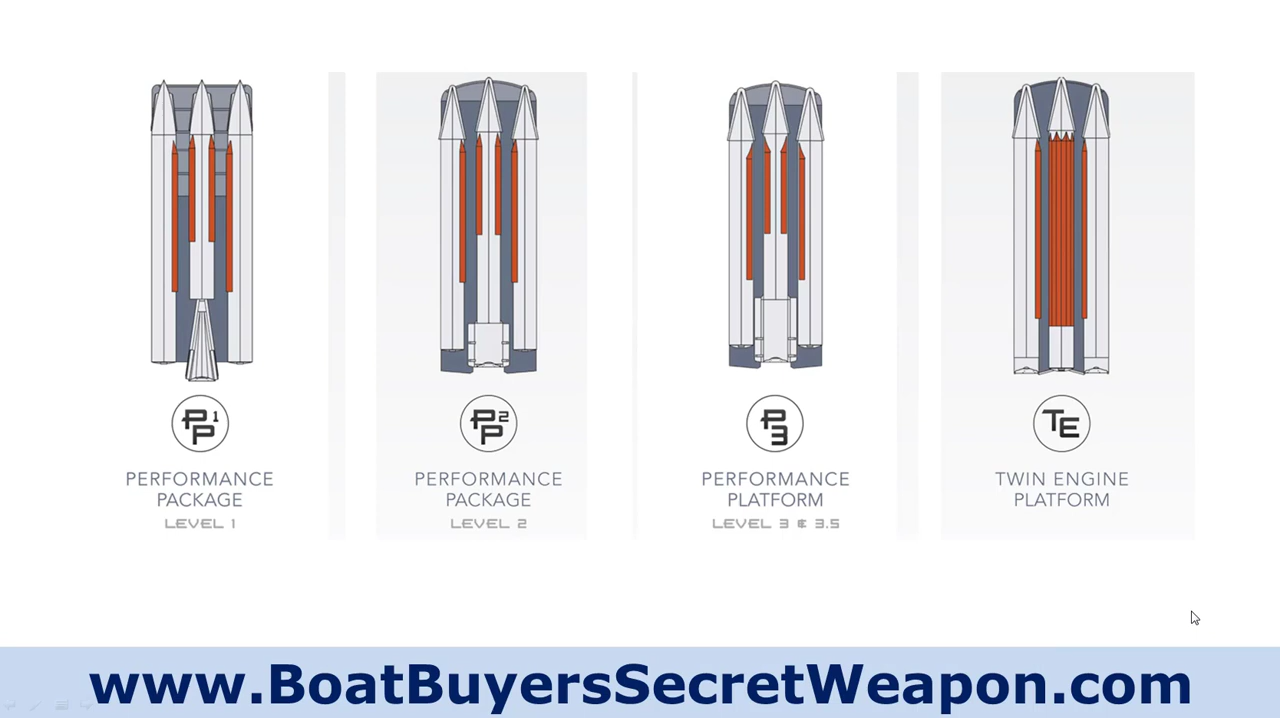 PP1
PERFORMANCE
PACKAGE
LEVEL 1
PP2
PERFORMANCE
PACKAGE
LEVEL 2
P3
PERFORMANCE
PLATFORM
LEVEL 3 & 3.5
TE
TWIN ENGINE
PLATFORM
www.BoatBuyersSecretWeapon.com